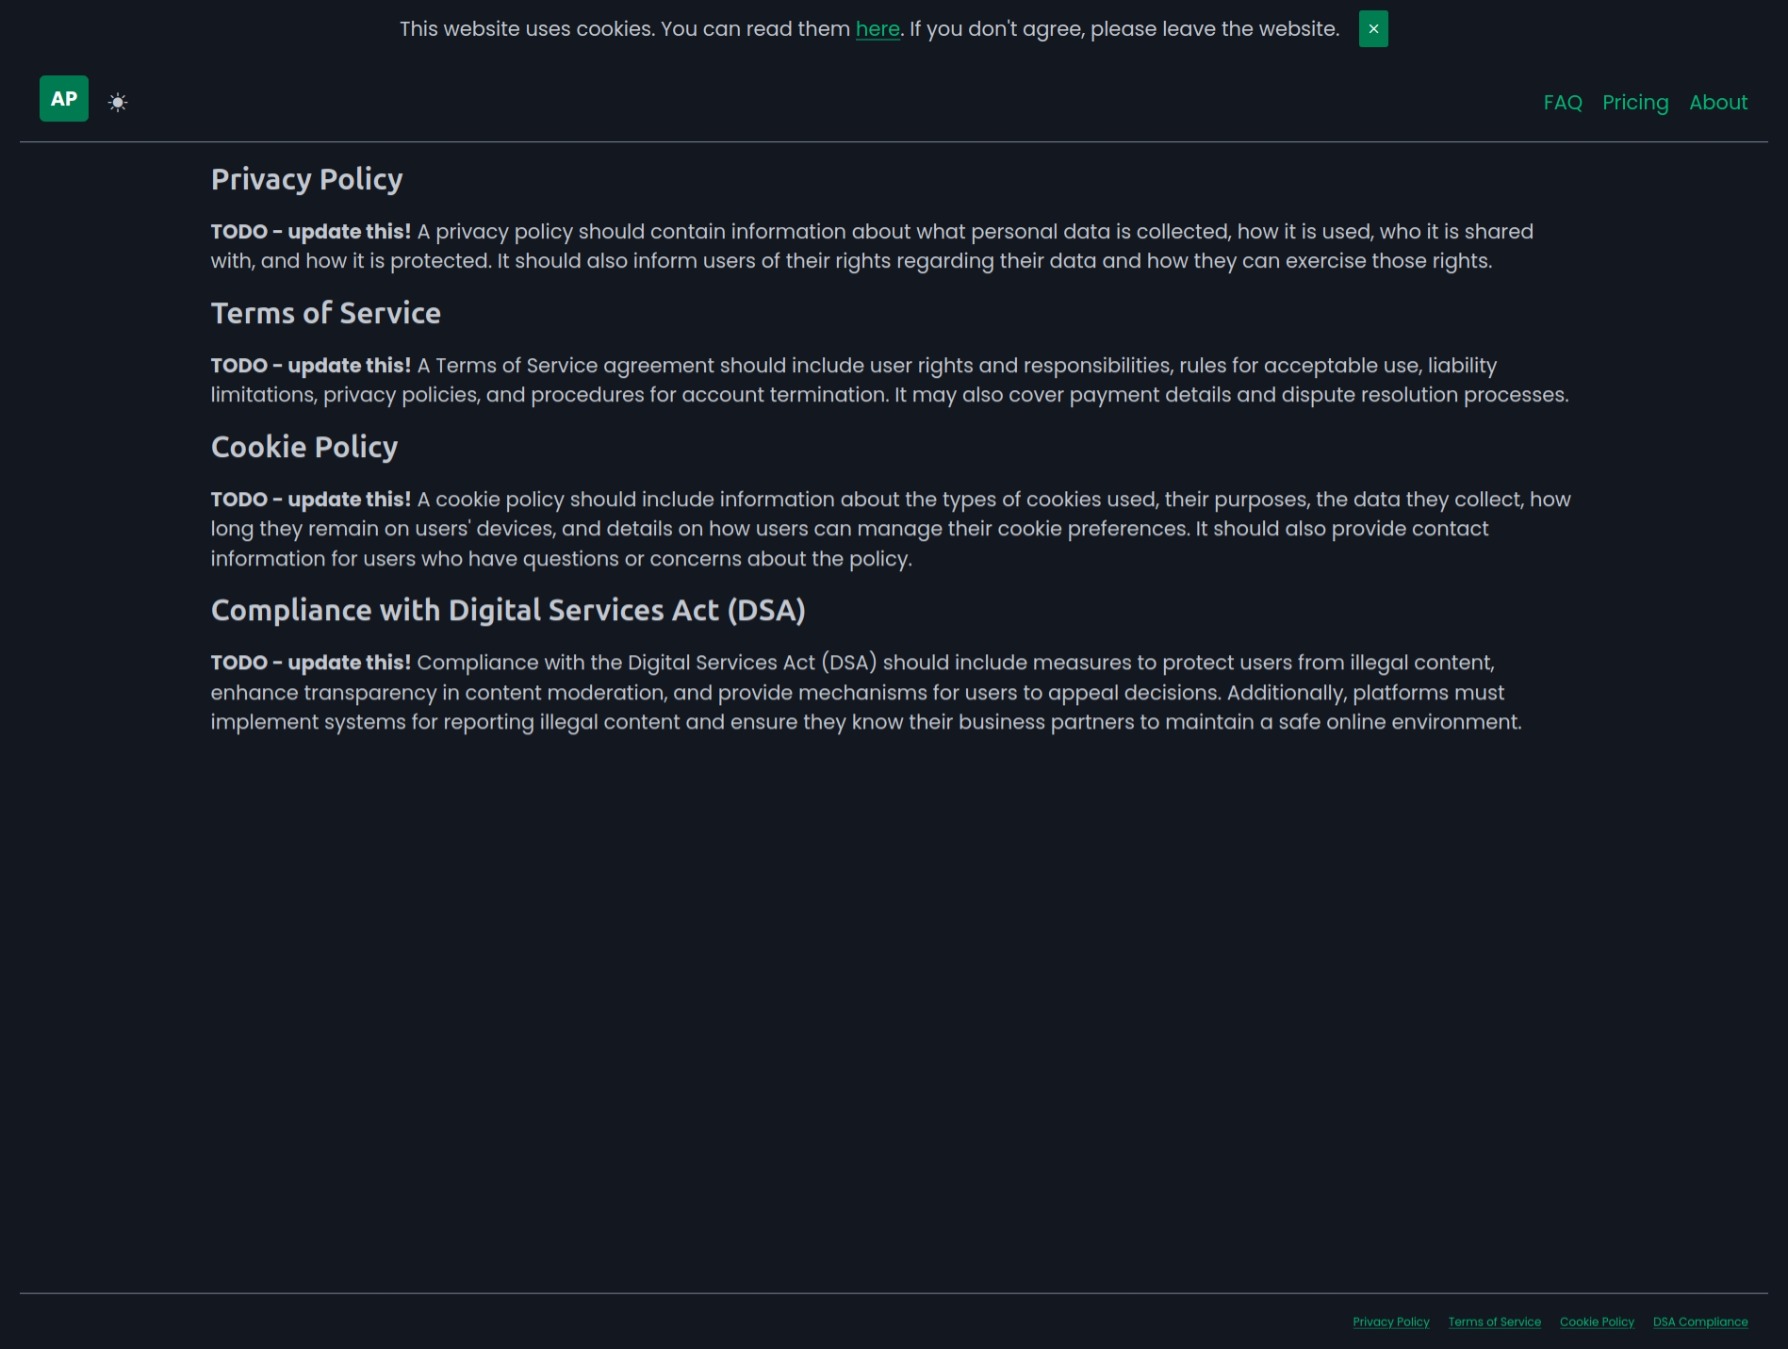 This website uses cookies. You can read them here. If you don't agree, please leave the website. ×
AP
FAQ Pricing About
Privacy Policy
TODO - update this! A privacy policy should contain information about what personal data is collected, how it is used, who it is shared
with, and how it is protected. It should also inform users of their rights regarding their data and how they can exercise those rights.
Terms of Service
TODO - update this! A Terms of Service agreement should include user rights and responsibilities, rules for acceptable use, liability
limitations, privacy policies, and procedures for account termination. It may also cover payment details and dispute resolution processes.
Cookie Policy
TODO - update this! A cookie policy should include information about the types of cookies used, their purposes, the data they collect, how
long they remain on users' devices, and details on how users can manage their cookie preferences. It should also provide contact
information for users who have questions or concerns about the policy.
Compliance with Digital Services Act (DSA)
TODO - update this! Compliance with the Digital Services Act (DSA) should include measures to protect users from illegal content,
enhance transparency in content moderation, and provide mechanisms for users to appeal decisions. Additionally, platforms must
implement systems for reporting illegal content and ensure they know their business partners to maintain a safe online environment.
Privacy Policy Terms of Service Cookie Policy DSA Compliance